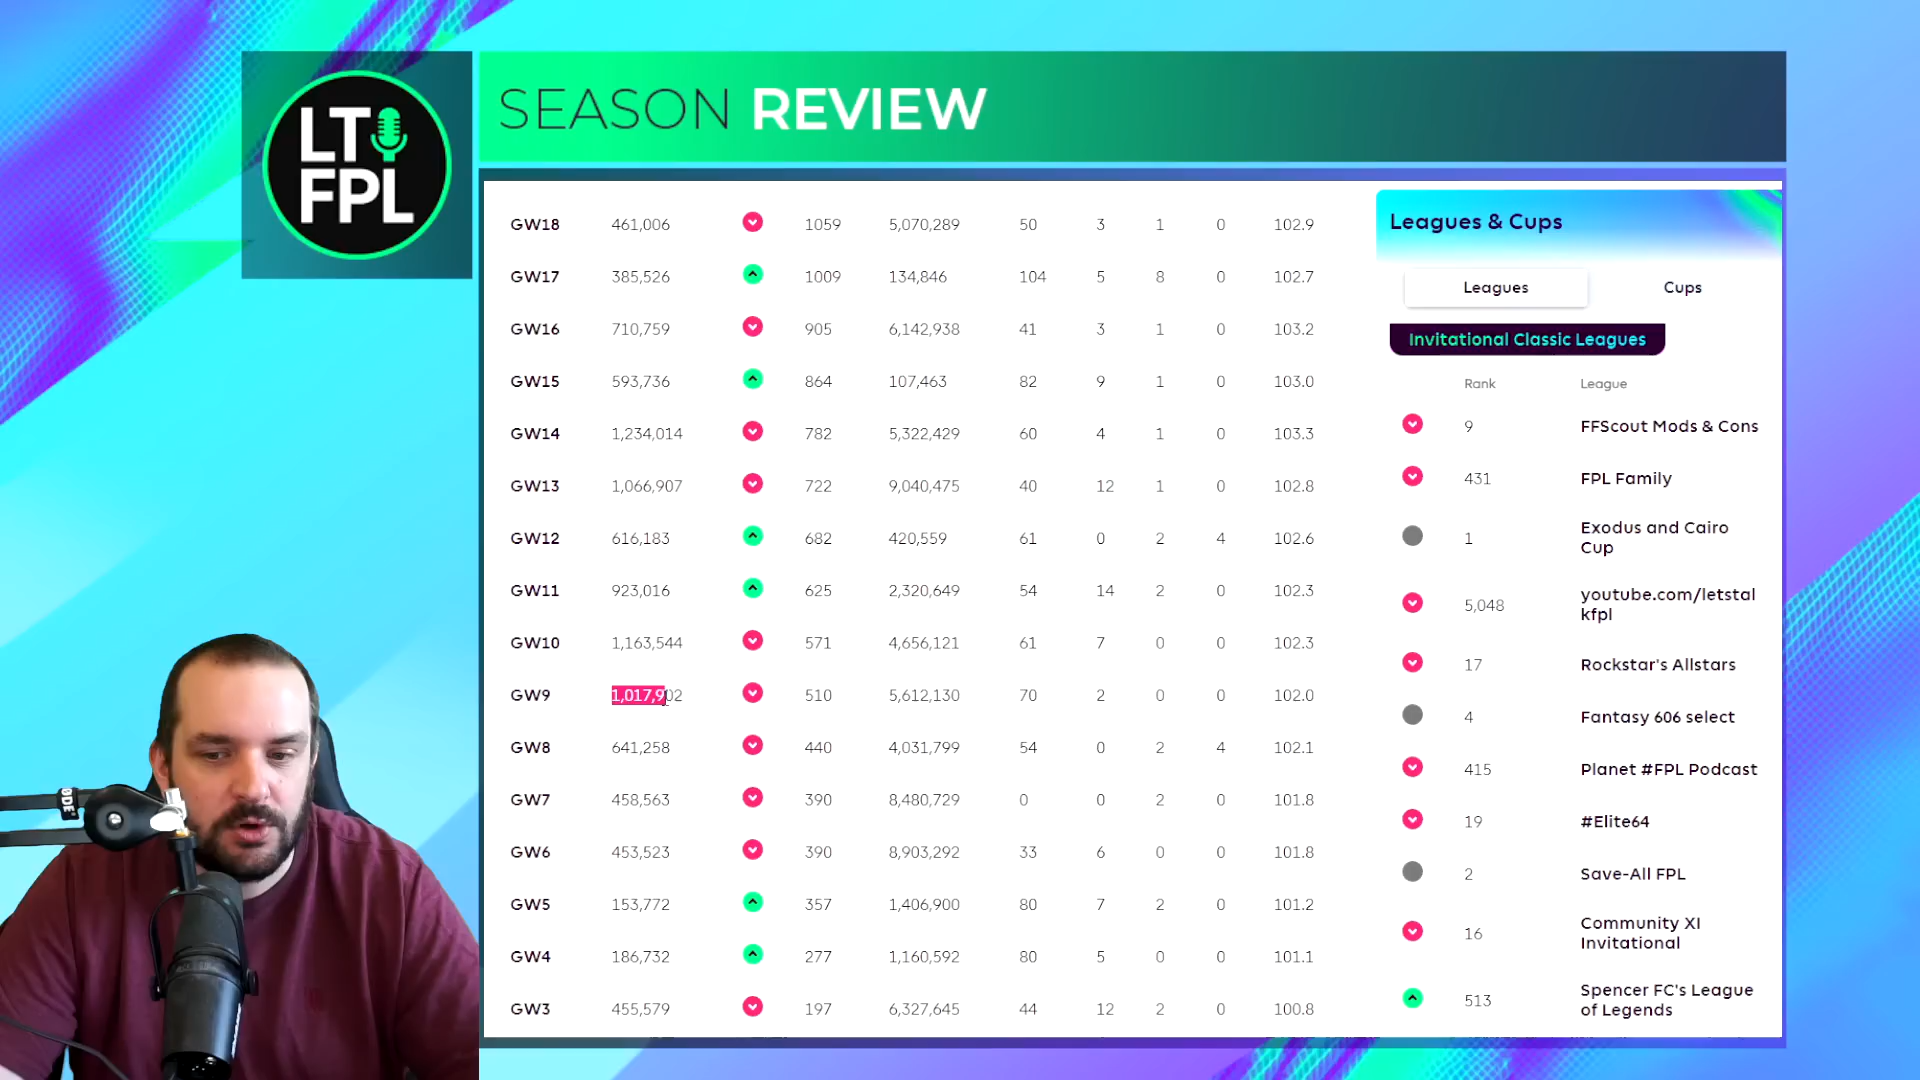 LT
FPL
SEASON REVIEW
GW18 461,006 1059 5,070,289 50 3 1 0 102.9
GW17 385,526 1009 134,846 104 5 8 0 102.7
GW16 710,759 905 6,142,938 41 3 1 0 103.2
GW15 593,736 864 107,463 82 9 1 0 103.0
GW14 1,234,014 782 5,322,429 60 4 1 0 103.3
GW13 1,066,907 722 9,040,475 40 12 1 0 102.8
GW12 616,183 682 420,559 61 0 2 4 102.6
GW11 923,016 625 2,320,649 54 14 2 0 102.3
GW10 1,163,544 571 4,656,121 61 7 0 0 102.3
GW9 1,017,902 510 5,612,130 70 2 0 0 102.0
GW8 641,258 440 4,031,799 54 0 2 4 102.1
GW7 458,563 390 8,480,729 0 0 2 0 101.8
GW6 453,523 390 8,903,292 33 6 0 0 101.8
GW5 153,772 357 1,406,900 80 7 2 0 101.2
GW4 186,732 277 1,160,592 80 5 0 0 101.1
GW3 455,579 197 6,327,645 44 12 2 0 100.8
Leagues & Cups
Leagues Cups
Invitational Classic Leagues
Rank League
9 FFScout Mods & Cons
431 FPL Family
1 Exodus and Cairo
Cup
5,048 youtube.com/letstal
kfpl
17 Rockstar's Allstars
4 Fantasy 606 select
415 Planet #FPL Podcast
19 #Elite64
2 Save-All FPL
16 Community XI
Invitational
513 Spencer FC's League
of Legends